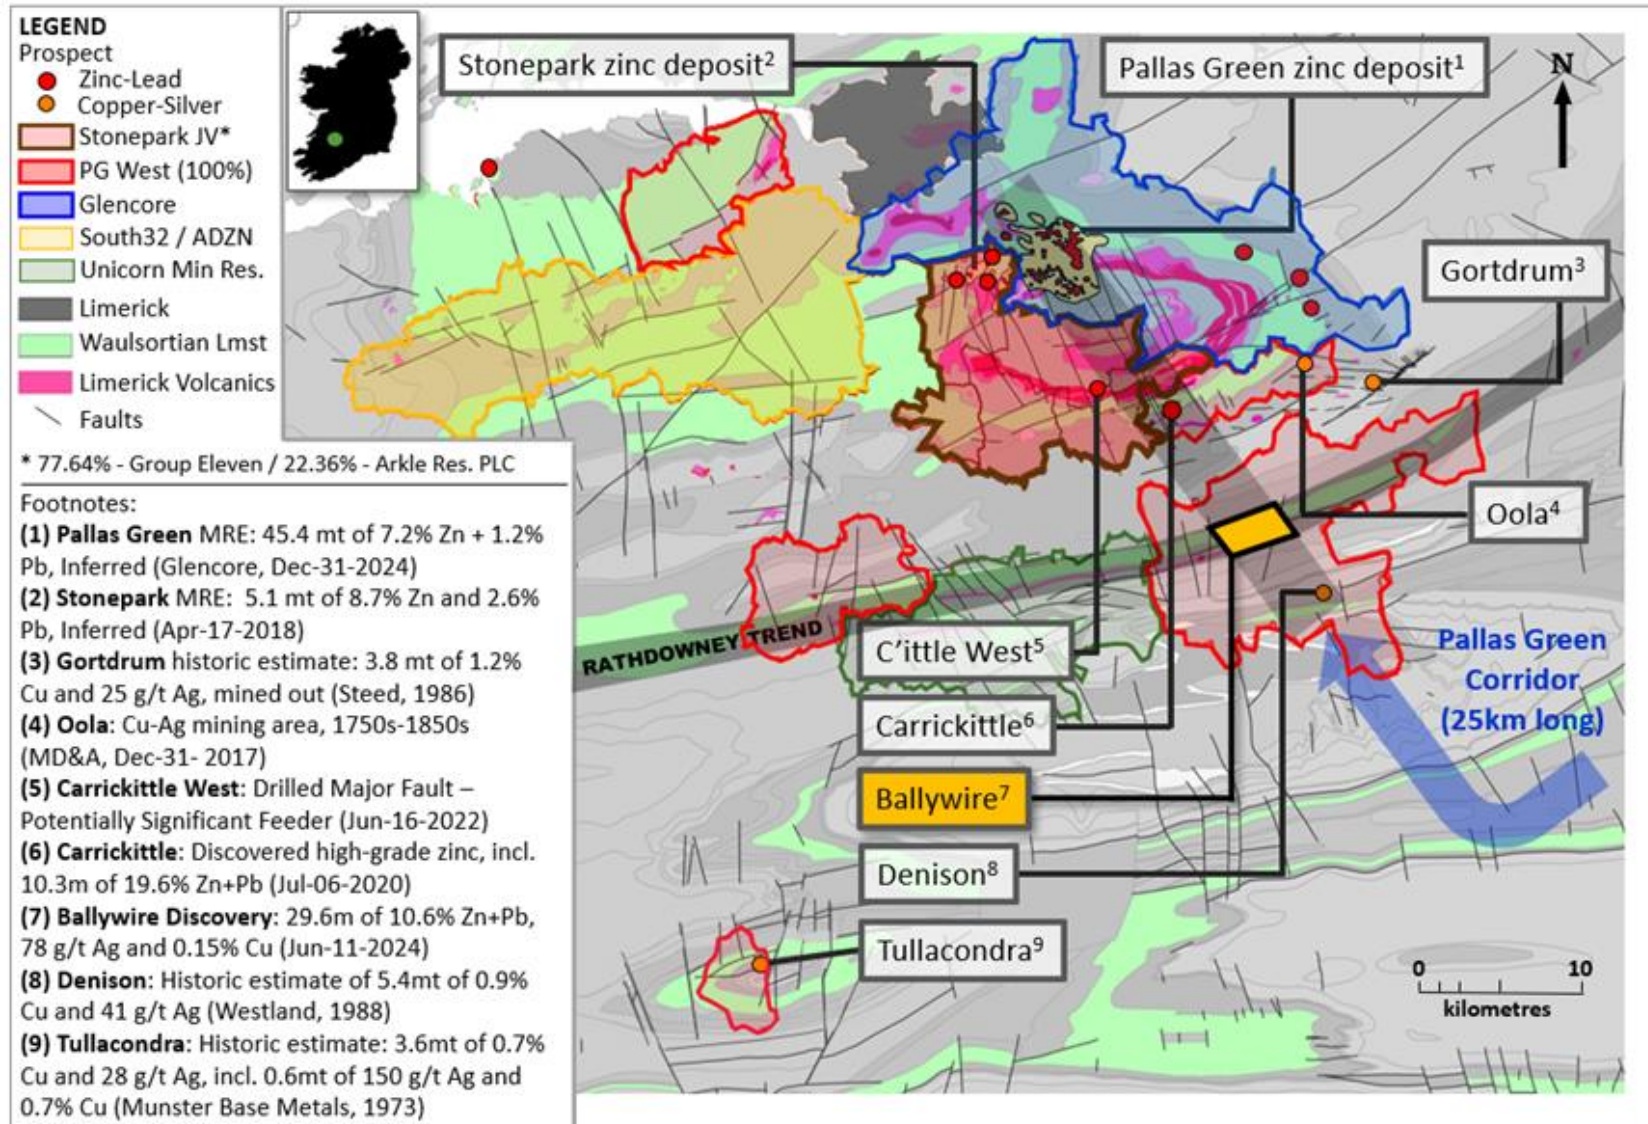 LEGEND
Prospect
Zinc-Lead
Copper-Silver
Stonepark JV*
PG West (100%)
Glencore
South32 / ADZN
Unicorn Min Res.
Limerick
Waulsortian Lmst
Limerick Volcanics
Faults
* 77.64% - Group Eleven / 22.36% - Arkle Res. PLC
Footnotes:
(1) Pallas Green MRE: 45.4 mt of 7.2% Zn + 1.2%
Pb, Inferred (Glencore, Dec-31-2024)
(2) Stonepark MRE: 5.1 mt of 8.7% Zn and 2.6%
Pb, Inferred (Apr-17-2018)
(3) Gortdrum historic estimate: 3.8 mt of 1.2%
Cu and 25 g/t Ag, mined out (Steed, 1986)
(4) Oola: Cu-Ag mining area, 1750s-1850s
(MD&A, Dec-31- 2017)
(5) Carrickittle West: Drilled Major Fault –
Potentially Significant Feeder (Jun-16-2022)
(6) Carrickittle: Discovered high-grade zinc, incl.
10.3m of 19.6% Zn+Pb (Jul-06-2020)
(7) Ballywire Discovery: 29.6m of 10.6% Zn+Pb,
78 g/t Ag and 0.15% Cu (Jun-11-2024)
(8) Denison: Historic estimate of 5.4mt of 0.9%
Cu and 41 g/t Ag (Westland, 1988)
(9) Tullacondra: Historic estimate: 3.6mt of 0.7%
Cu and 28 g/t Ag, incl. 0.6mt of 150 g/t Ag and
0.7% Cu (Munster Base Metals, 1973)
Stonepark zinc deposit²
Pallas Green zinc deposit¹
N
Gortdrum³
Oola⁴
RATHDOWNEY TREND
C'ittle West⁵
Pallas Green
Corridor
(25km long)
Carrickittle⁶
Ballywire⁷
Denison⁸
Tullacondra⁹
0 10
kilometres